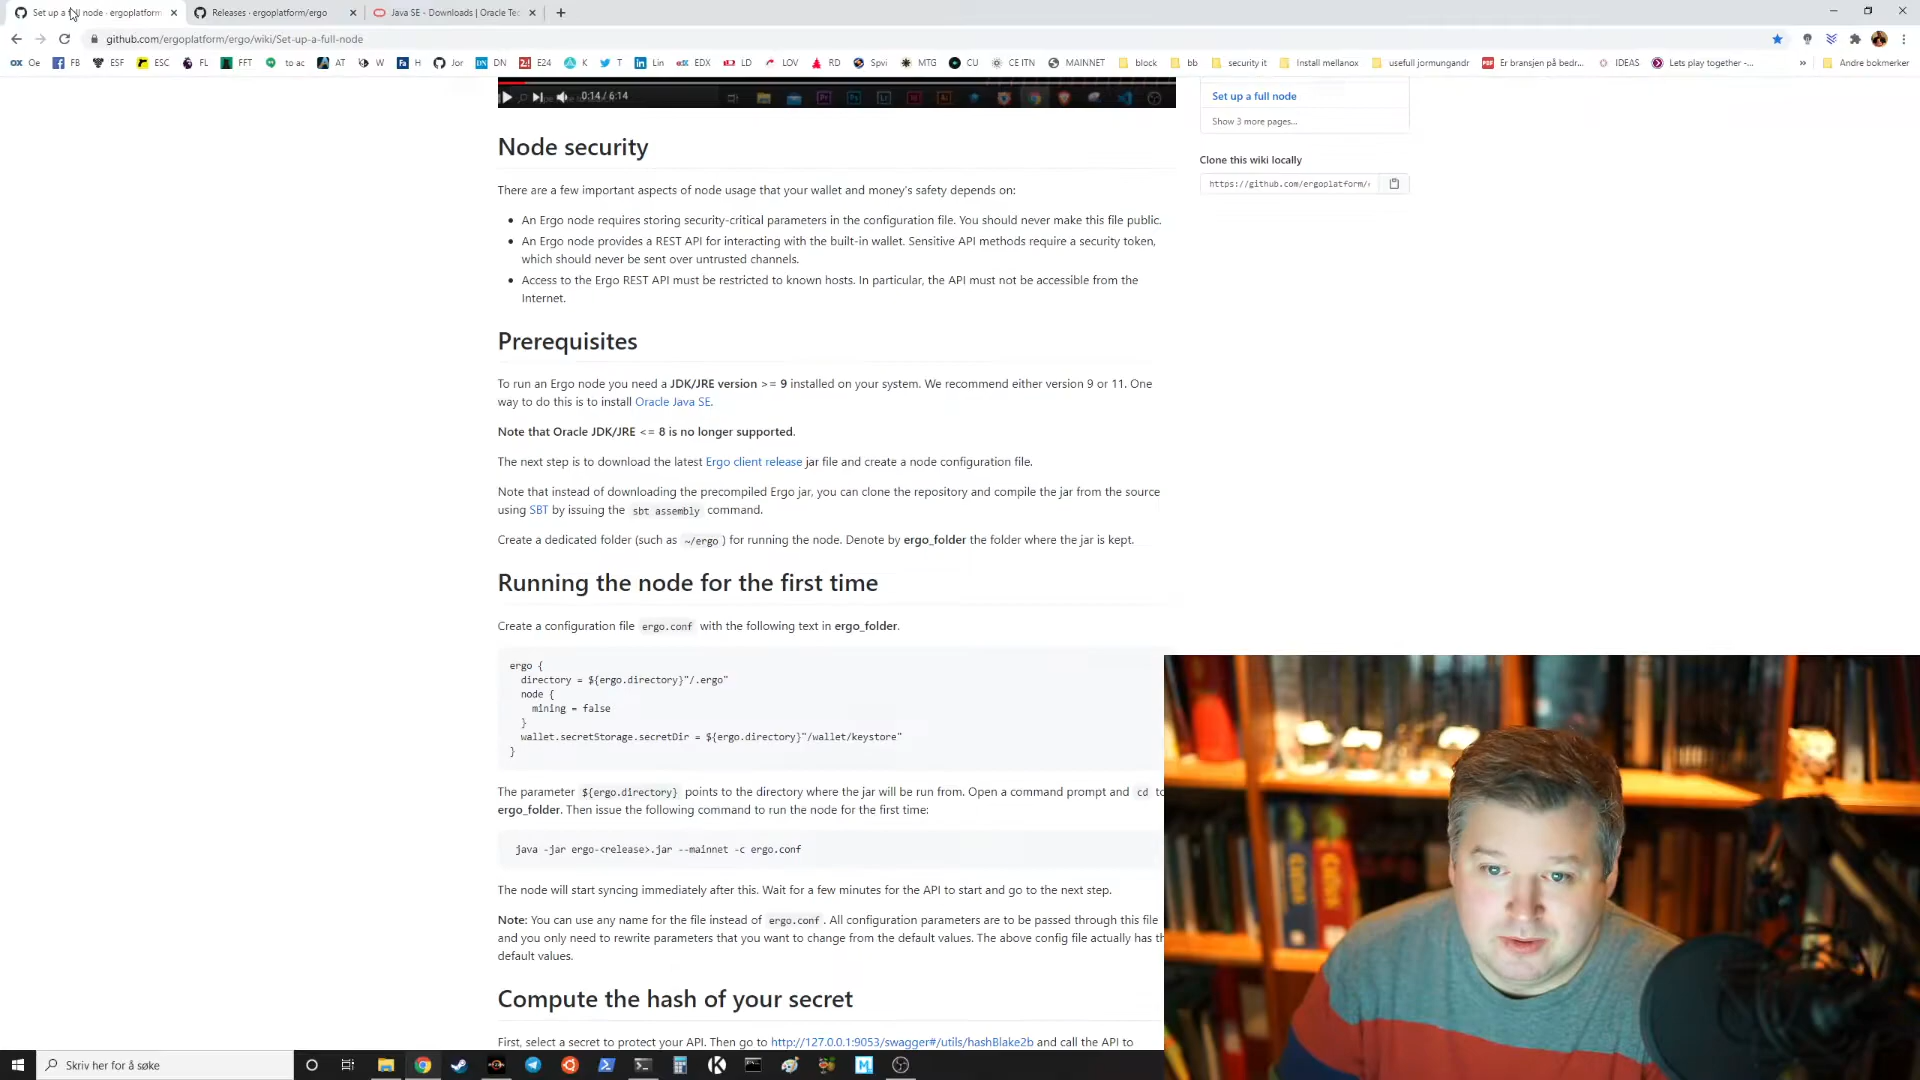 Set up a full node · ergoplatform
Releases · ergoplatform/ergo
Java SE - Downloads | Oracle Tec
github.com/ergoplatform/ergo/wiki/Set-up-a-full-node
Oe FB ESF ESC FL FFT to ac AT W H Jor DN E24 K T Lin EDX LD LOV RD Spvi MTG CU CE ITN MAINNET block bb security it Install mellanox usefull jormungandr Er bransjen på bedr... IDEAS Lets play together -... » Andre bokmerker
0:14 / 6:14
Set up a full node
Show 3 more pages...
Clone this wiki locally
https://github.com/ergoplatform/
Node security
There are a few important aspects of node usage that your wallet and money's safety depends on:
• An Ergo node requires storing security-critical parameters in the configuration file. You should never make this file public.
• An Ergo node provides a REST API for interacting with the built-in wallet. Sensitive API methods require a security token,
which should never be sent over untrusted channels.
• Access to the Ergo REST API must be restricted to known hosts. In particular, the API must not be accessible from the
Internet.
Prerequisites
To run an Ergo node you need a JDK/JRE version >= 9 installed on your system. We recommend either version 9 or 11. One
way to do this is to install Oracle Java SE.
Note that Oracle JDK/JRE <= 8 is no longer supported.
The next step is to download the latest Ergo client release jar file and create a node configuration file.
Note that instead of downloading the precompiled Ergo jar, you can clone the repository and compile the jar from the source
using SBT by issuing the sbt assembly command.
Create a dedicated folder (such as ~/ergo ) for running the node. Denote by ergo_folder the folder where the jar is kept.
Running the node for the first time
Create a configuration file ergo.conf with the following text in ergo_folder.
ergo {
directory = ${ergo.directory}"/.ergo"
node {
mining = false
}
wallet.secretStorage.secretDir = ${ergo.directory}"/wallet/keystore"
}
The parameter ${ergo.directory} points to the directory where the jar will be run from. Open a command prompt and cd to
ergo_folder. Then issue the following command to run the node for the first time:
java -jar ergo-<release>.jar --mainnet -c ergo.conf
The node will start syncing immediately after this. Wait for a few minutes for the API to start and go to the next step.
Note: You can use any name for the file instead of ergo.conf . All configuration parameters are to be passed through this file
and you only need to rewrite parameters that you want to change from the default values. The above config file actually has th
default values.
Compute the hash of your secret
First, select a secret to protect your API. Then go to http://127.0.0.1:9053/swagger#/utils/hashBlake2b and call the API to
Skriv her for å søke